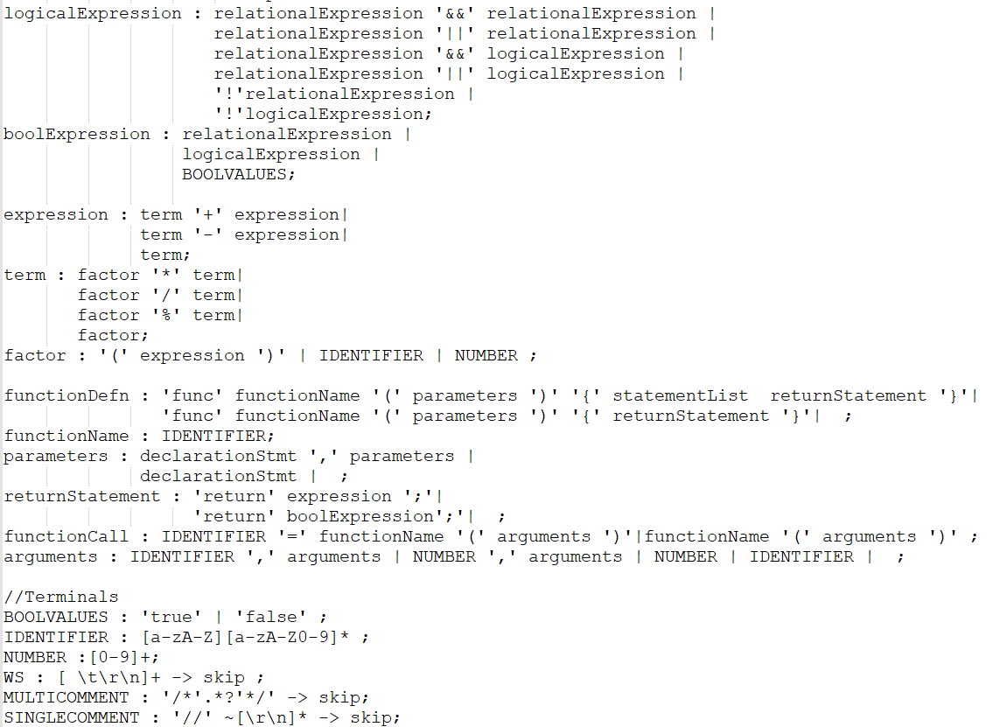 logicalExpression : relationalExpression '&&' relationalExpression |
relationalExpression '||' relationalExpression |
relationalExpression '&&' logicalExpression |
relationalExpression '||' logicalExpression |
'!'relationalExpression |
'!'logicalExpression;
boolExpression : relationalExpression |
logicalExpression |
BOOLVALUES;
expression : term '+' expression|
term '-' expression|
term;
term : factor '*' term|
factor '/' term|
factor '%' term|
factor;
factor : '(' expression ')' | IDENTIFIER | NUMBER ;
functionDefn : 'func' functionName '(' parameters ')' '{' statementList  returnStatement '}'|
'func' functionName '(' parameters ')' '{' returnStatement '}'|  ;
functionName : IDENTIFIER;
parameters : declarationStmt ',' parameters |
declarationStmt |  ;
returnStatement : 'return' expression ';'|
'return' boolExpression';'|  ;
functionCall : IDENTIFIER '=' functionName '(' arguments ')'|functionName '(' arguments ')' ;
arguments : IDENTIFIER ',' arguments | NUMBER ',' arguments | NUMBER | IDENTIFIER |  ;
//Terminals
BOOLVALUES : 'true' | 'false' ;
IDENTIFIER : [a-zA-Z][a-zA-Z0-9]* ;
NUMBER :[0-9]+;
WS : [ \t\r\n]+ -> skip ;
MULTICOMMENT : '/*'.*?'*/' -> skip;
SINGLECOMMENT : '//' ~[\r\n]* -> skip;